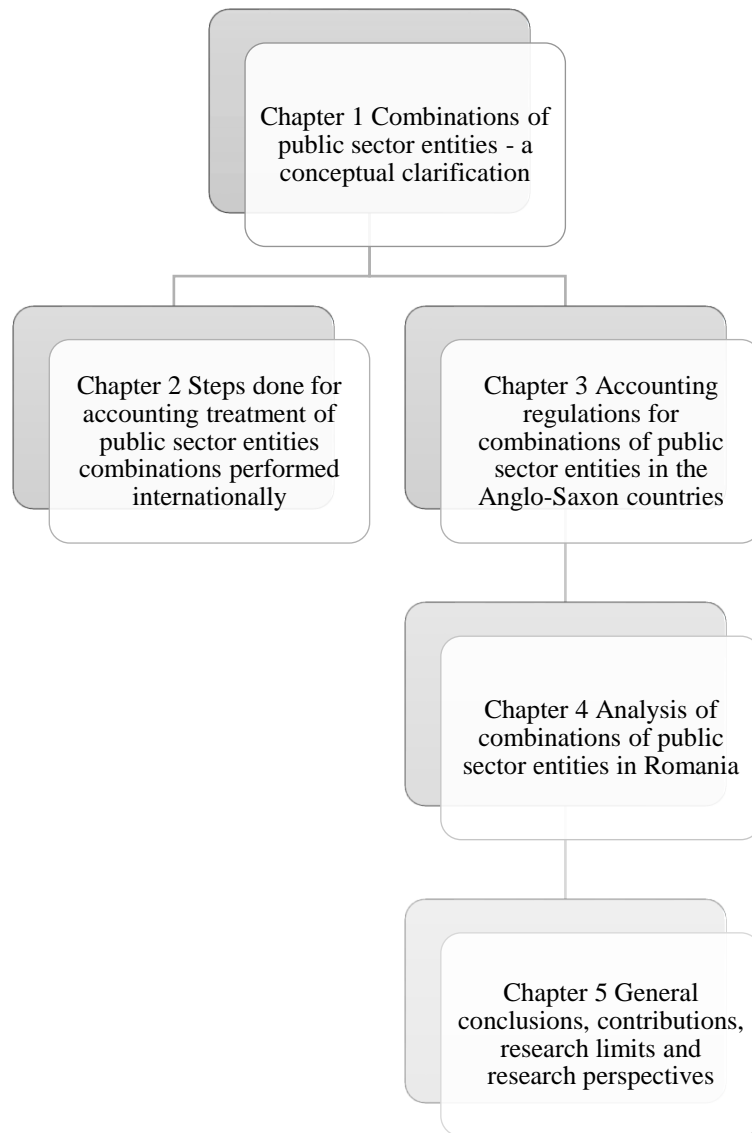 Chapter 1 Combinations of
public sector entities - a
conceptual clarification
Chapter 2 Steps done for
accounting treatment of
public sector entities
combinations performed
internationally
Chapter 3 Accounting
regulations for
combinations of public
sector entities in the
Anglo-Saxon countries
Chapter 4 Analysis of
combinations of public
sector entities in Romania
Chapter 5 General
conclusions, contributions,
research limits and
research perspectives